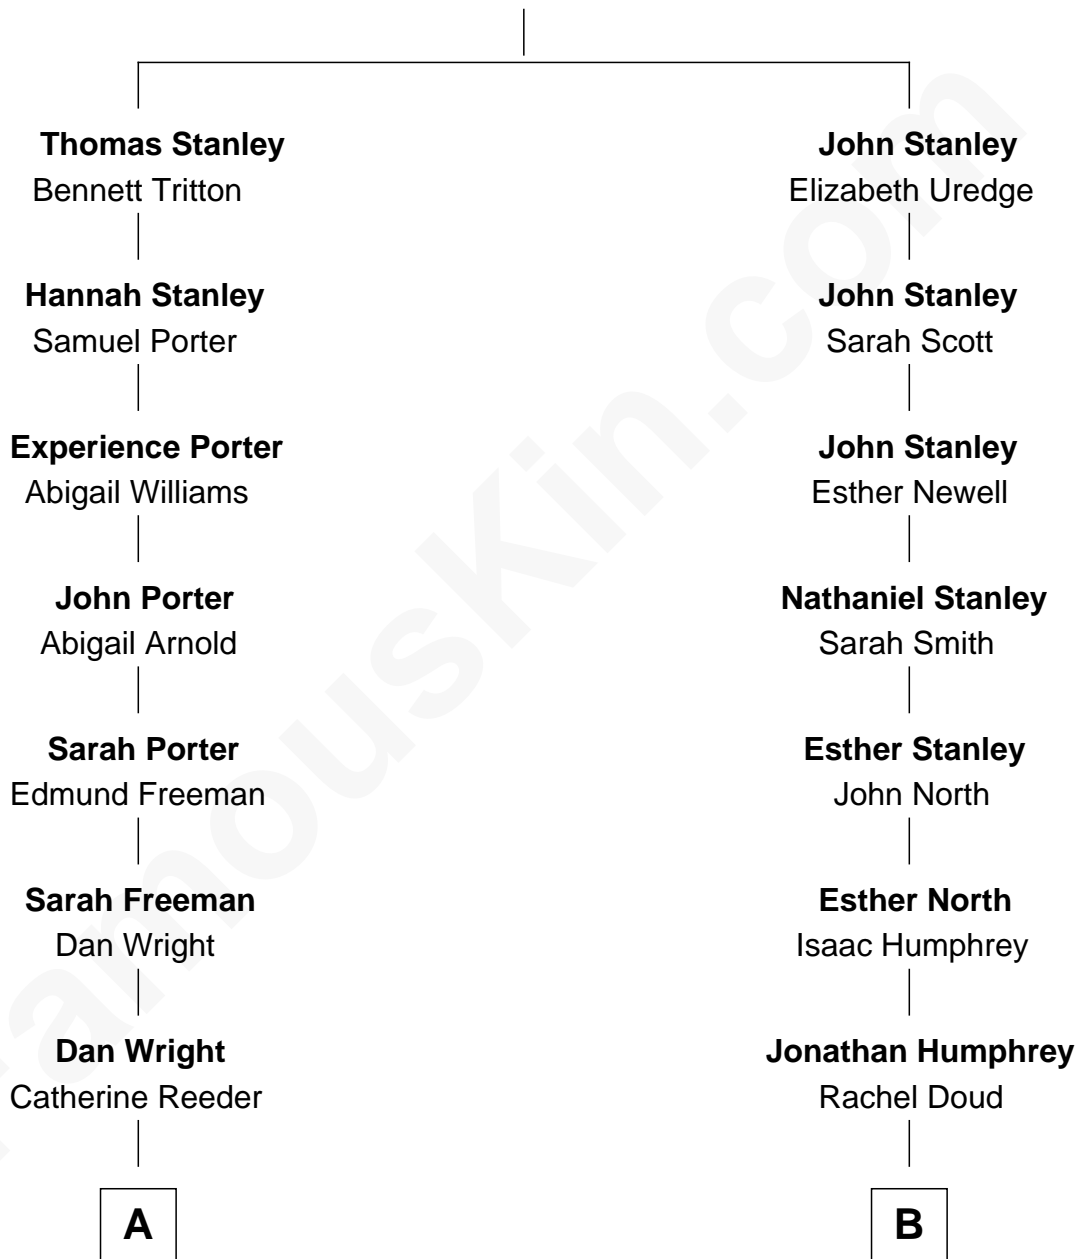 Thomas Stanley
Bennett Tritton
Hannah Stanley
Samuel Porter
Experience Porter
Abigail Williams
John Porter
Abigail Arnold
Sarah Porter
Edmund Freeman
Sarah Freeman
Dan Wright
Dan Wright
Catherine Reeder
A
John Stanley
Elizabeth Uredge
John Stanley
Sarah Scott
John Stanley
Esther Newell
Nathaniel Stanley
Sarah Smith
Esther Stanley
John North
Esther North
Isaac Humphrey
Jonathan Humphrey
Rachel Doud
B
FamousKin.com